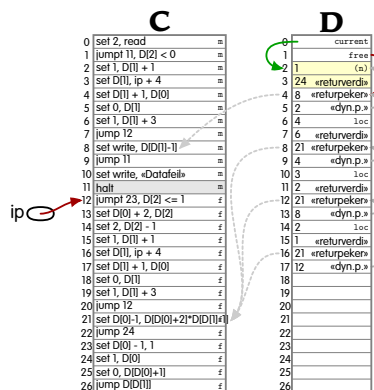 C
0 set 2, read m
1 jumpt 11, D[2] < 0 m
2 set 1, D[1] + 1 m
3 set D[1], ip + 4 m
4 set D[1] + 1, D[0] m
5 set 0, D[1] m
6 set 1, D[1] + 3 m
7 jump 12 m
8 set write, D[D[1]-1] m
9 jump 11 m
10 set write, «Datafeil» m
11 halt m
12 jumpt 23, D[2] <= 1 f
13 set D[0] + 2, D[2] f
14 set 2, D[2] - 1 f
15 set 1, D[1] + 1 f
16 set D[1], ip + 4 f
17 set D[1] + 1, D[0] f
18 set 0, D[1] f
19 set 1, D[1] + 3 f
20 jump 12 f
21 set D[0]-1, D[D[0]+2]*D[D[1]+1] f
22 jump 24 f
23 set D[0] - 1, 1 f
24 set 1, D[0] f
25 set 0, D[D[0]+1] f
26 jump D[D[1]] f
ip
D
0 current
1 free
2 1 (n)
3 24 «returverdi»
4 8 «returpeker»
5 2 «dyn.p.»
6 4 loc
7 6 «returverdi»
8 21 «returpeker»
9 4 «dyn.p.»
10 3 loc
11 2 «returverdi»
12 21 «returpeker»
13 8 «dyn.p.»
14 2 loc
15 1 «returverdi»
16 21 «returpeker»
17 12 «dyn.p.»
18
19
20
21
22
23
24
25
26